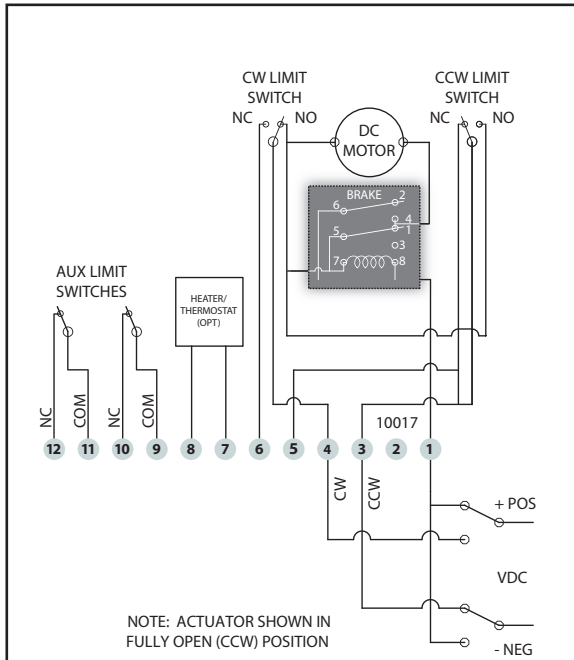 CW LIMIT
SWITCH
NC NO
CCW LIMIT
SWITCH
NC NO
DC
MOTOR
BRAKE
6 2
4
5 1
3
7 8
AUX LIMIT
SWITCHES
HEATER/
THERMOSTAT
(OPT)
NC
COM
NC
COM
10017
12 11 10 9 8 7 6 5 4 3 2 1
CW
CCW
+ POS
VDC
- NEG
NOTE: ACTUATOR SHOWN IN
FULLY OPEN (CCW) POSITION